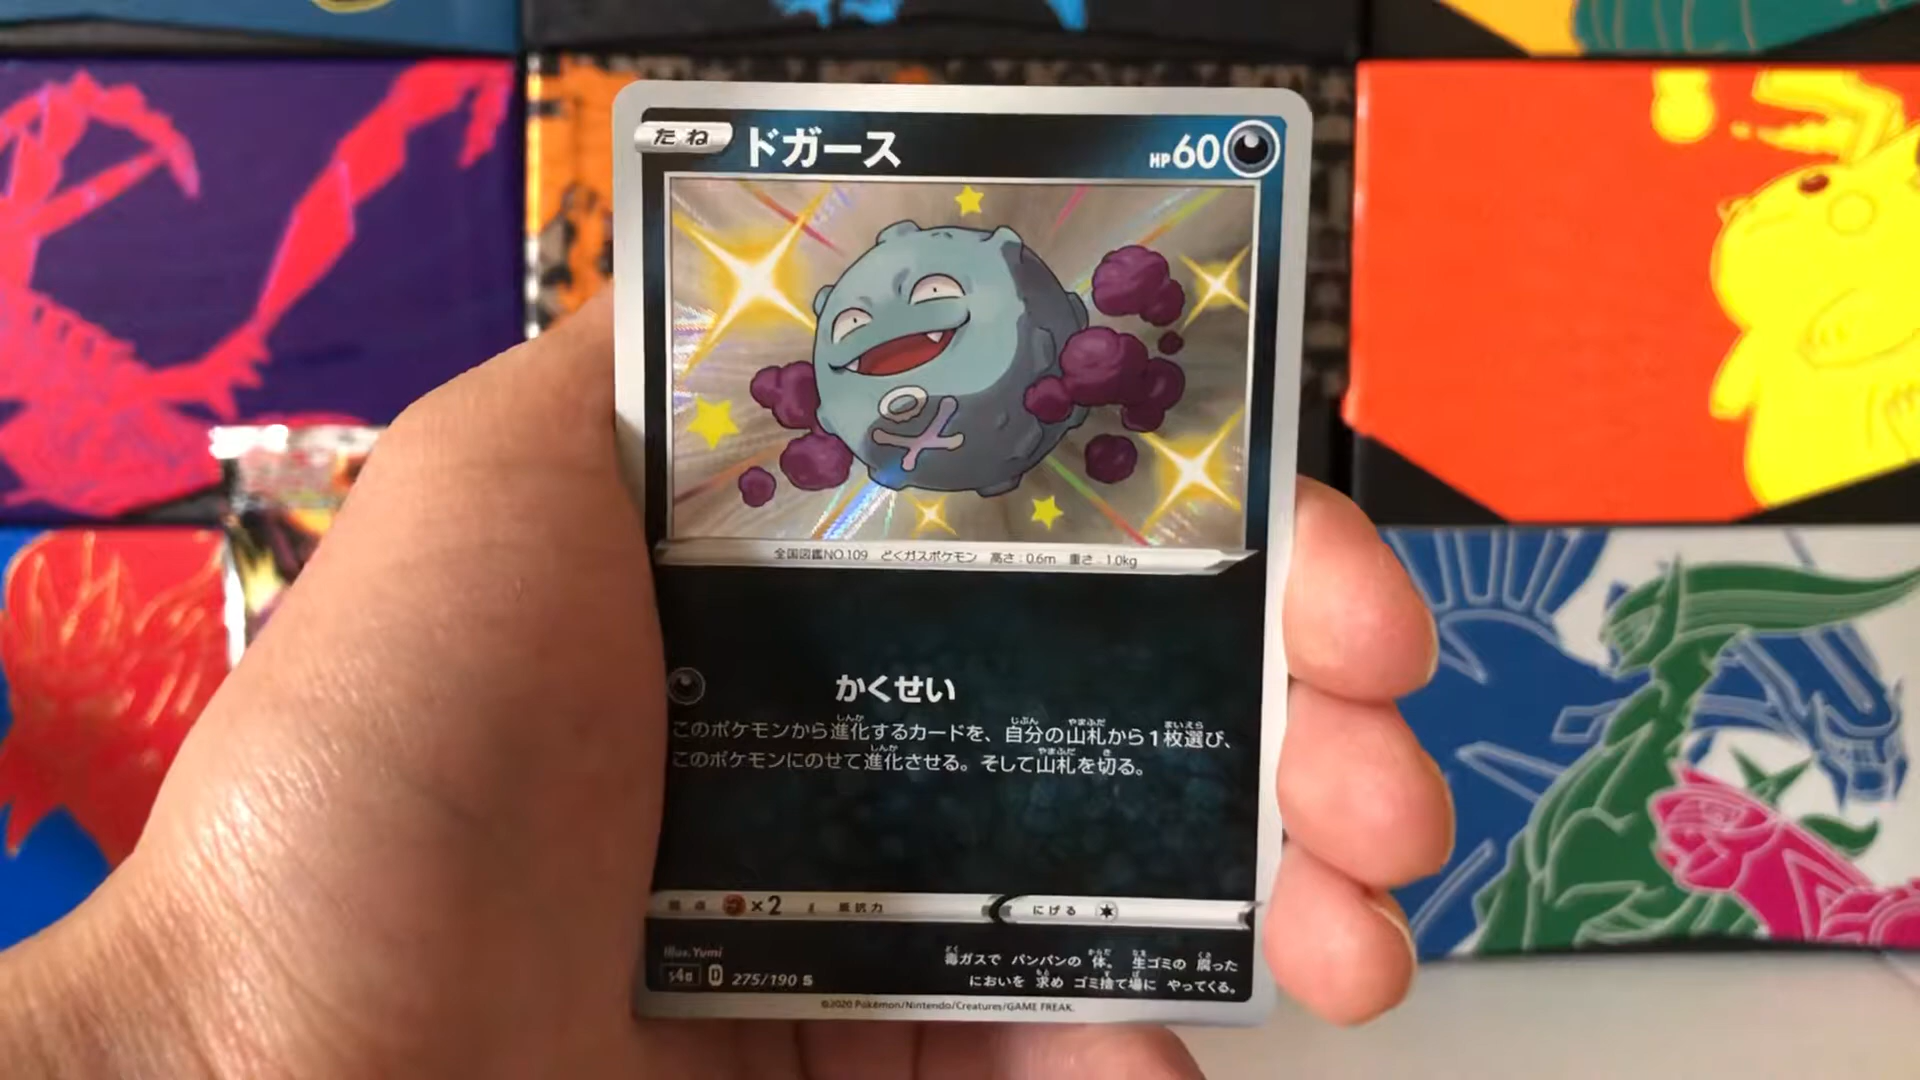 たね ドガース HP60
全国図鑑NO.109 どくガスポケモン 高さ:0.6m 重さ:1.0kg
かくせい
このポケモンから進化するカードを、自分の山札から1枚選び、
このポケモンにのせて進化させる。そして山札を切る。
弱点 ×2 抵抗力 にげる
Illus. Yumi
毒ガスで パンパンの 体。 生ゴミの 腐った
においを 求め ゴミ捨て場に やってくる。
s4a D 275/190 S
©2020 Pokémon/Nintendo/Creatures/GAME FREAK.